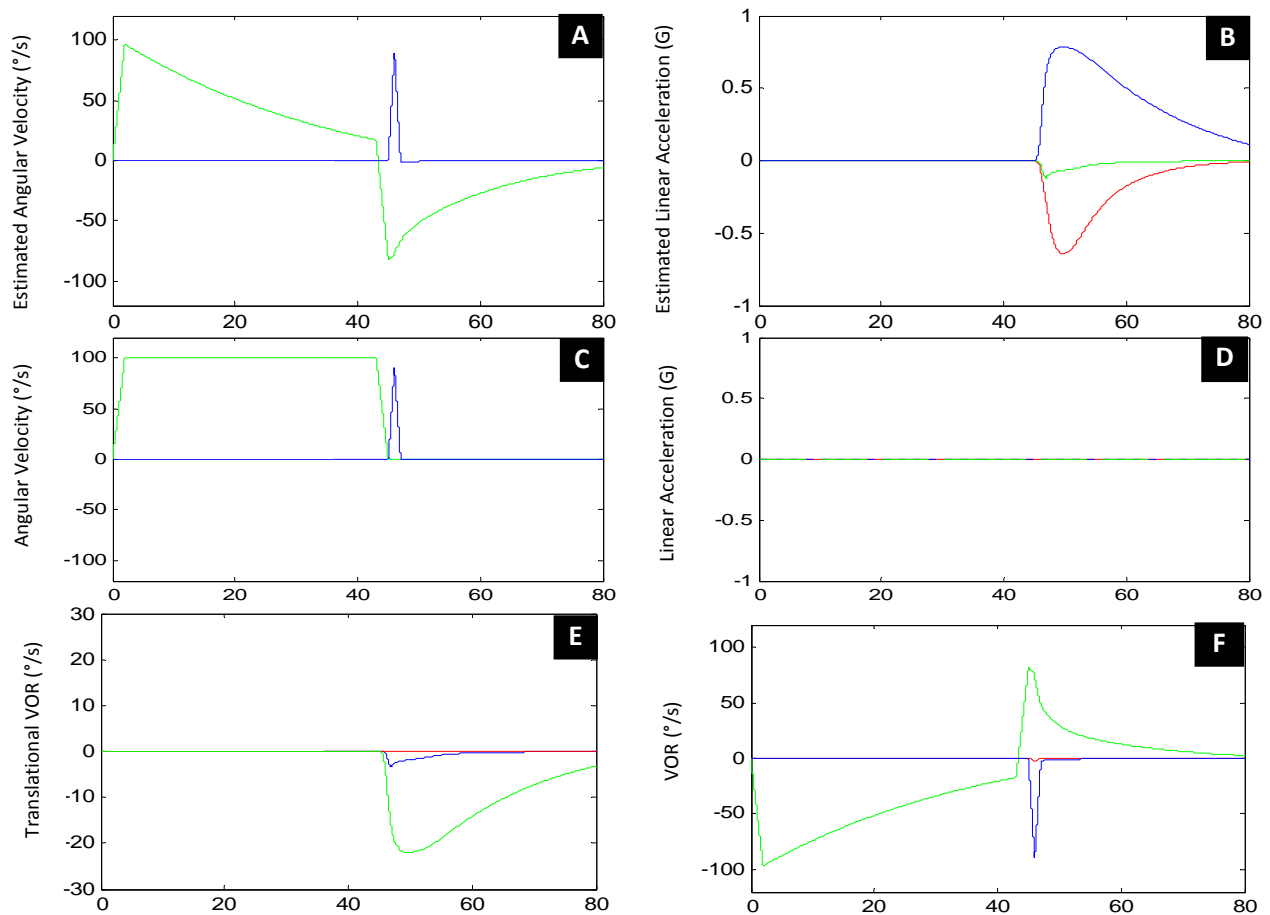 Estimated Angular Velocity (°/s)
100
50
0
-50
-100
0 20 40 60 80
A
Estimated Linear Acceleration (G)
1
0.5
0
-0.5
-1
0 20 40 60 80
B
Angular Velocity (°/s)
100
50
0
-50
-100
0 20 40 60 80
C
Linear Acceleration (G)
1
0.5
0
-0.5
-1
0 20 40 60 80
D
Translational VOR (°/s)
30
20
10
0
-10
-20
-30
0 20 40 60 80
E
VOR (°/s)
100
50
0
-50
-100
0 20 40 60 80
F